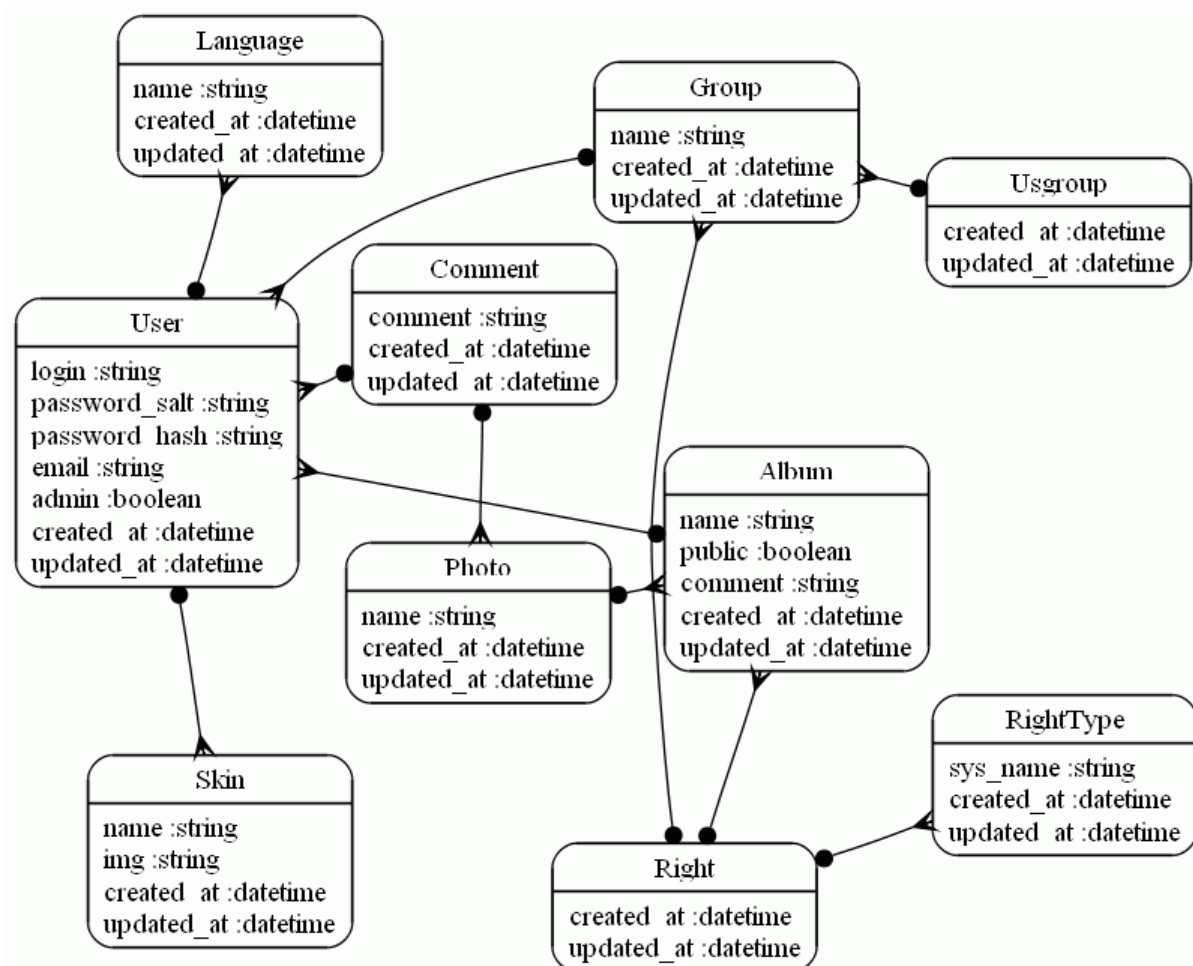 Language
name :string
created_at :datetime
updated_at :datetime
Group
name :string
created_at :datetime
updated_at :datetime
Usgroup
created_at :datetime
updated_at :datetime
Comment
comment :string
created_at :datetime
updated_at :datetime
User
login :string
password_salt :string
password_hash :string
email :string
admin :boolean
created_at :datetime
updated_at :datetime
Album
name :string
public :boolean
comment :string
created_at :datetime
updated_at :datetime
Photo
name :string
created_at :datetime
updated_at :datetime
RightType
sys_name :string
created_at :datetime
updated_at :datetime
Skin
name :string
img :string
created_at :datetime
updated_at :datetime
Right
created_at :datetime
updated_at :datetime